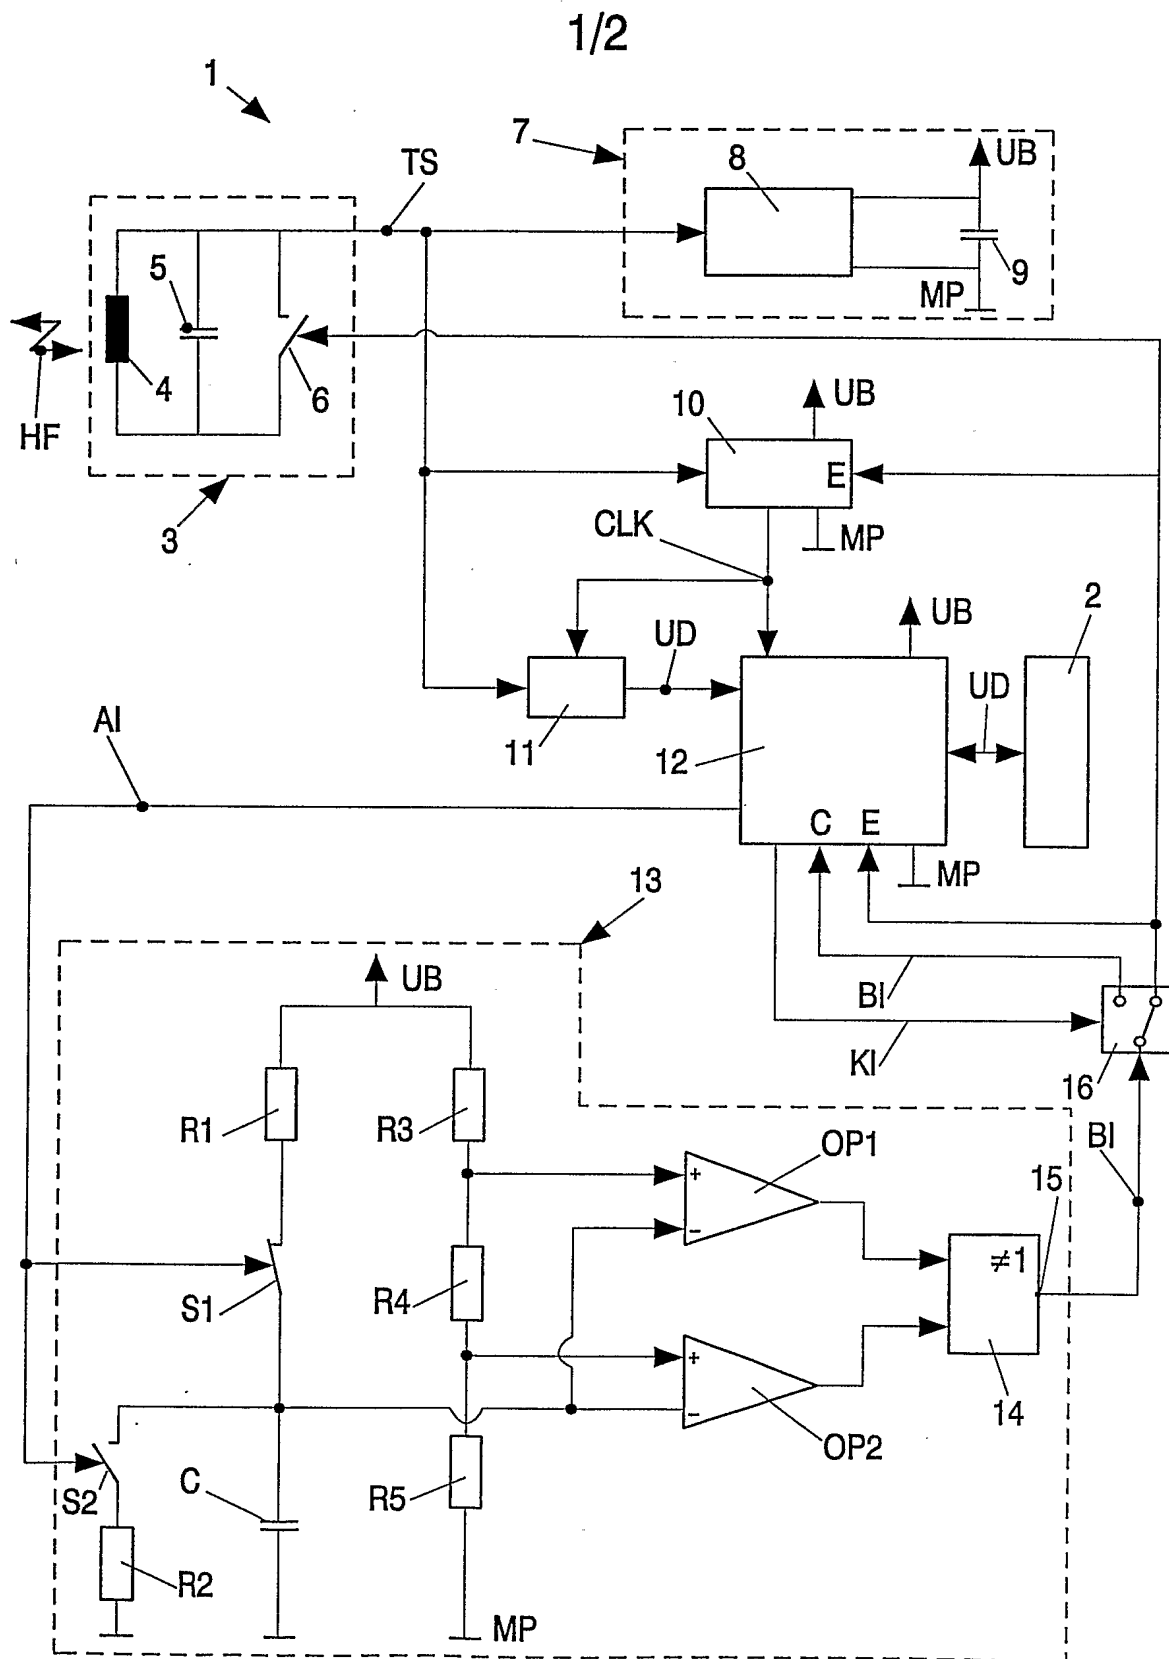 1/2
1
7
8
UB
TS
5
9
MP
4
6
HF
10
UB
E
3
CLK
MP
UB
2
UD
UD
AI
11
12
C E
MP
13
UB
BI
KI
16
R1
R3
OP1
BI
+
15
-
≠1
S1
R4
+
14
-
OP2
C
R5
S2
R2
MP